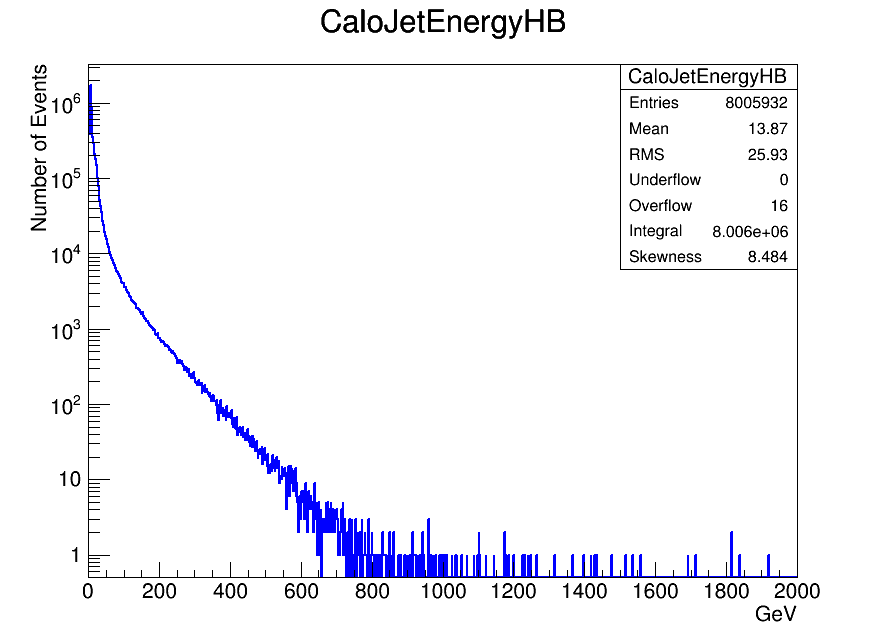 CaloJetEnergyHB
Number of Events
CaloJetEnergyHB
Entries 8005932
Mean 13.87
RMS 25.93
Underflow 0
Overflow 16
Integral 8.006e+06
Skewness 8.484
10^6
10^5
10^4
10^3
10^2
10
1
0 200 400 600 800 1000 1200 1400 1600 1800 2000
GeV